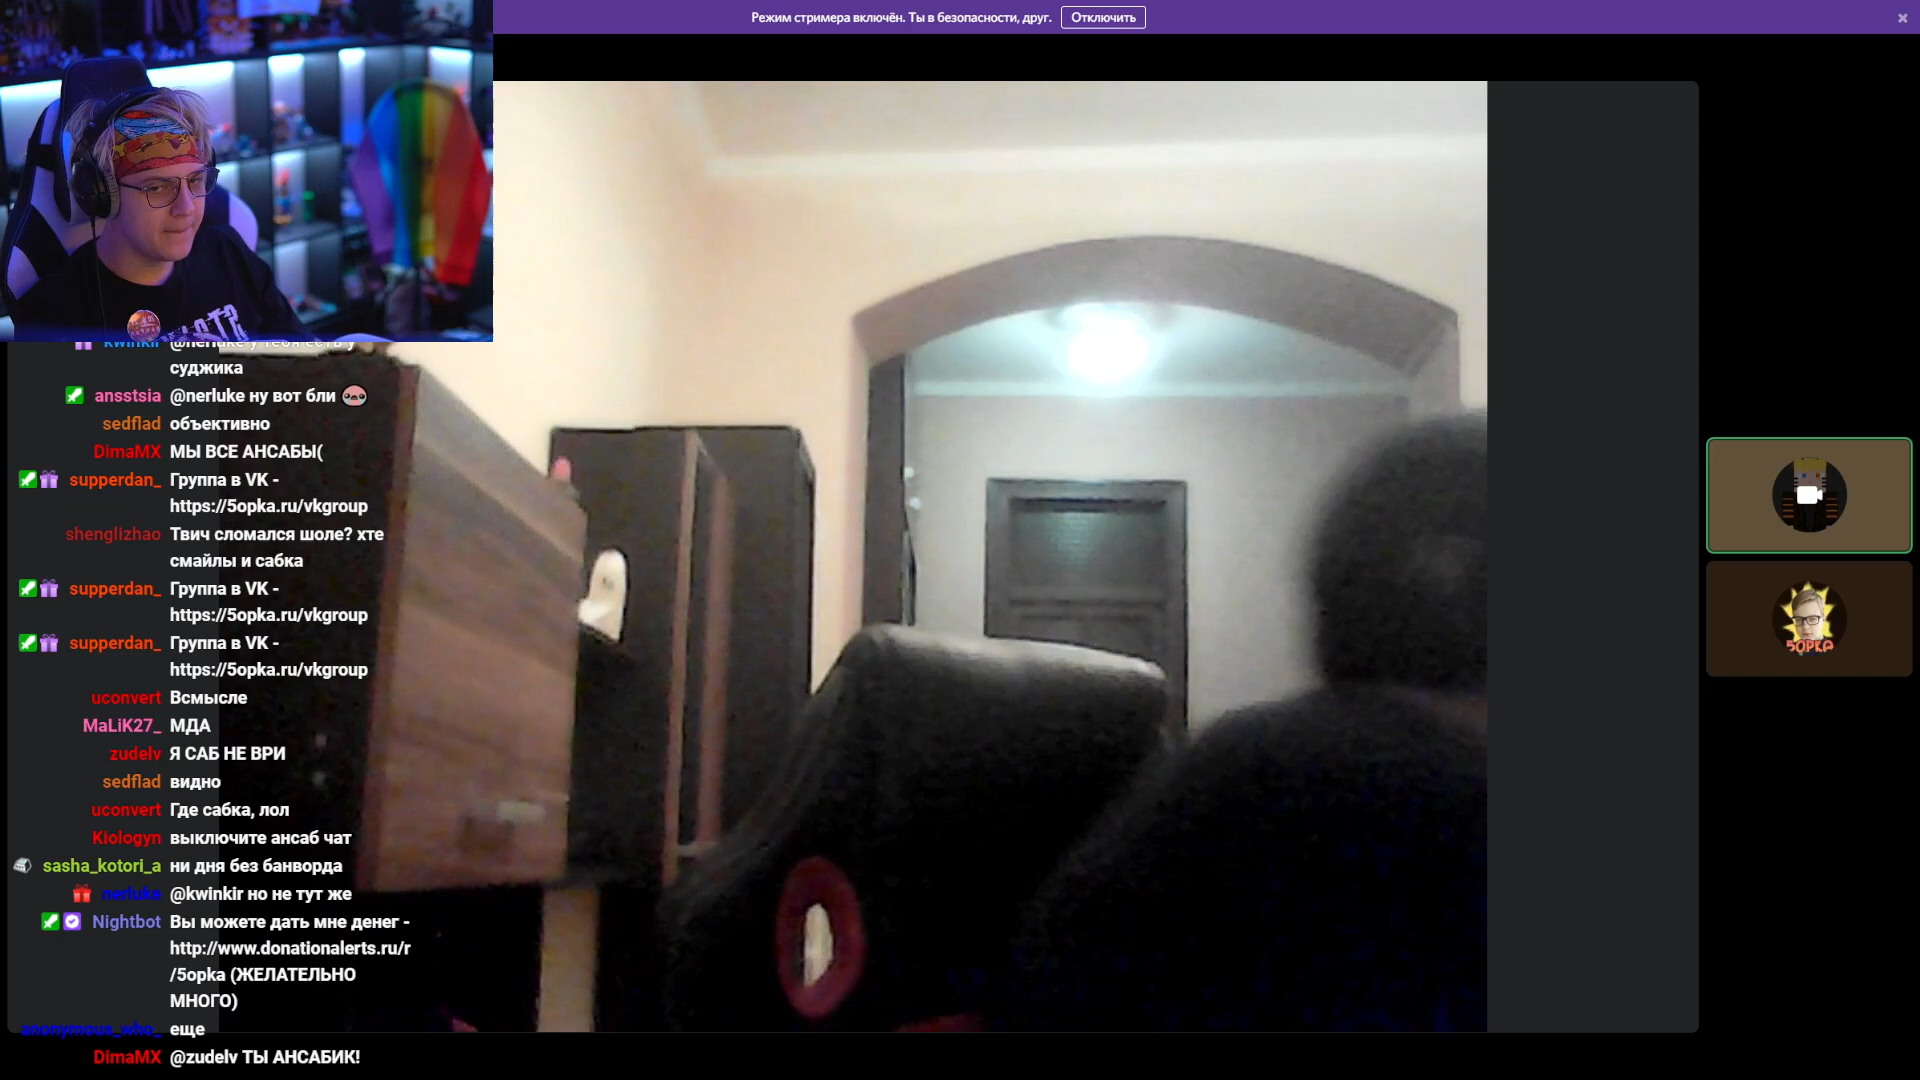 Режим стримера включён. Ты в безопасности, друг. Отключить
kwinkir @nerluke у тебя есть у
суджика
ansstsia @nerluke ну вот бли
sedflad объективно
DimaMX МЫ ВСЕ АНСАБЫ(
supperdan_ Группа в VK -
https://5opka.ru/vkgroup
shenglizhao Твич сломался шоле? хте
смайлы и сабка
supperdan_ Группа в VK -
https://5opka.ru/vkgroup
supperdan_ Группа в VK -
https://5opka.ru/vkgroup
uconvert Всмысле
MaLiK27_ МДА
zudelv Я САБ НЕ ВРИ
sedflad видно
uconvert Где сабка, лол
Kiologyn выключите ансаб чат
sasha_kotori_a ни дня без банворда
nerluke @kwinkir но не тут же
Nightbot Вы можете дать мне денег -
http://www.donationalerts.ru/r
/5opka (ЖЕЛАТЕЛЬНО
МНОГО)
anonymous_who_ еще
DimaMX @zudelv ТЫ АНСАБИК!
5OPKA